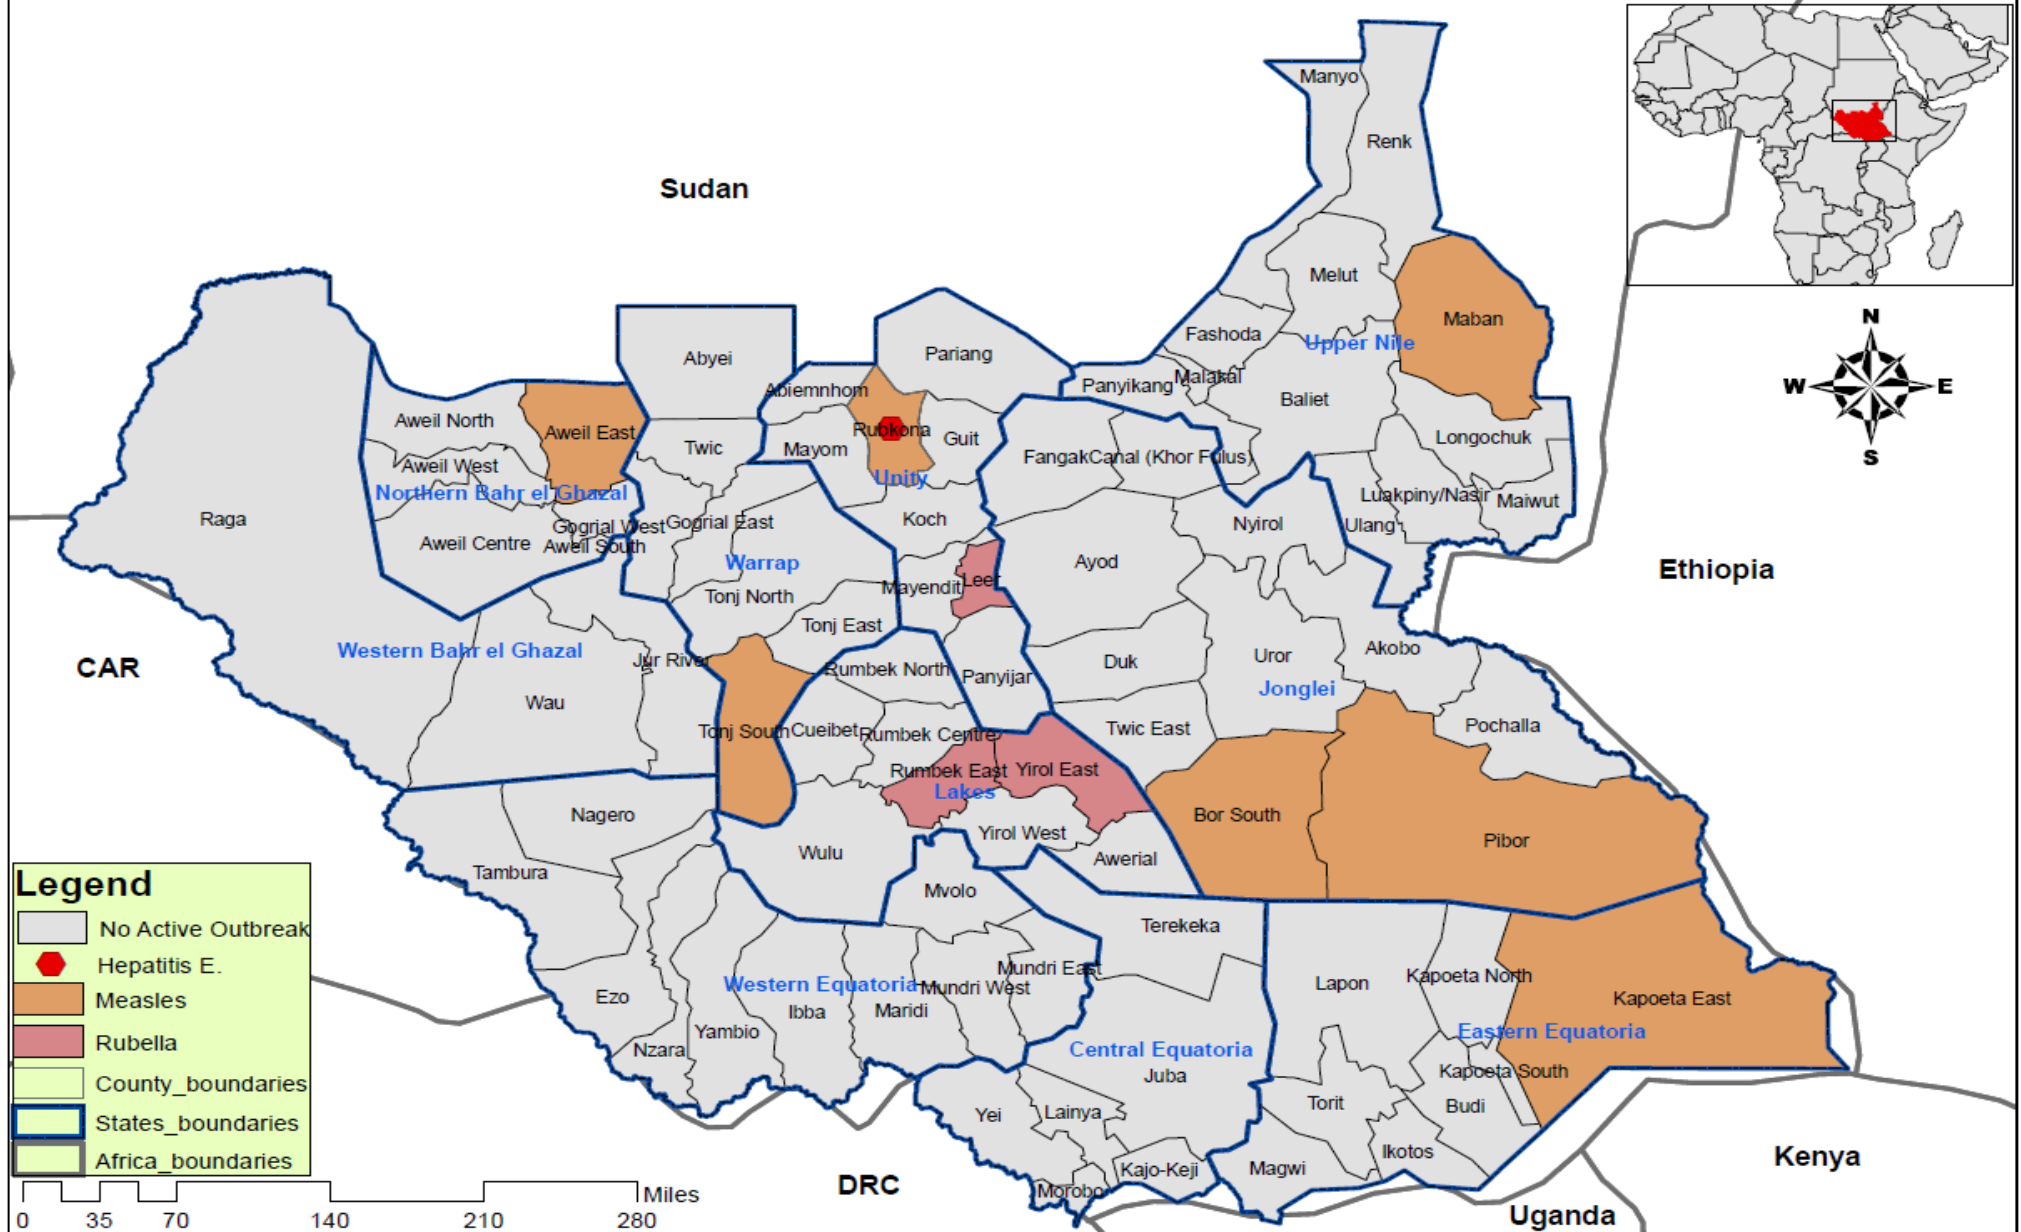 Manyo
Renk
Sudan
Melut
Maban
Fashoda
Upper Nile
N
W
E
S
Abyei
Pariang
Abiemnhom
Panyikang
Malakal
Baliet
Aweil North
Aweil East
Rubkona
Guit
Longochuk
Twic
Mayom
Fangak
Canal (Khor Fulus)
Aweil West
Unity
Northern Bahr el Ghazal
Luakpiny/Nasir
Maiwut
Raga
Gogrial West
Gogrial East
Koch
Nyirol
Ulang
Aweil Centre
Aweil South
Warrap
Ayod
Ethiopia
Mayendit
Leer
Tonj North
Tonj East
Western Bahr el Ghazal
Jur River
CAR
Rumbek North
Panyijar
Duk
Uror
Akobo
Jonglei
Wau
Tonj South
Cueibet
Rumbek Centre
Twic East
Pochalla
Rumbek East
Yirol East
Lakes
Nagero
Bor South
Yirol West
Pibor
Wulu
Awerial
Tambura
Mvolo
Terekeka
Legend
No Active Outbreak
Hepatitis E.
Measles
Rubella
County_boundaries
States_boundaries
Africa_boundaries
Mundri East
Lapon
Kapoeta North
Western Equatoria
Mundri West
Kapoeta East
Ezo
Ibba
Maridi
Eastern Equatoria
Yambio
Nzara
Central Equatoria
Juba
Kapoeta South
Yei
Lainya
Torit
Budi
Ikotos
Kajo-Keji
Magwi
Kenya
DRC
Morobo
Uganda
Miles
0 35 70 140 210 280